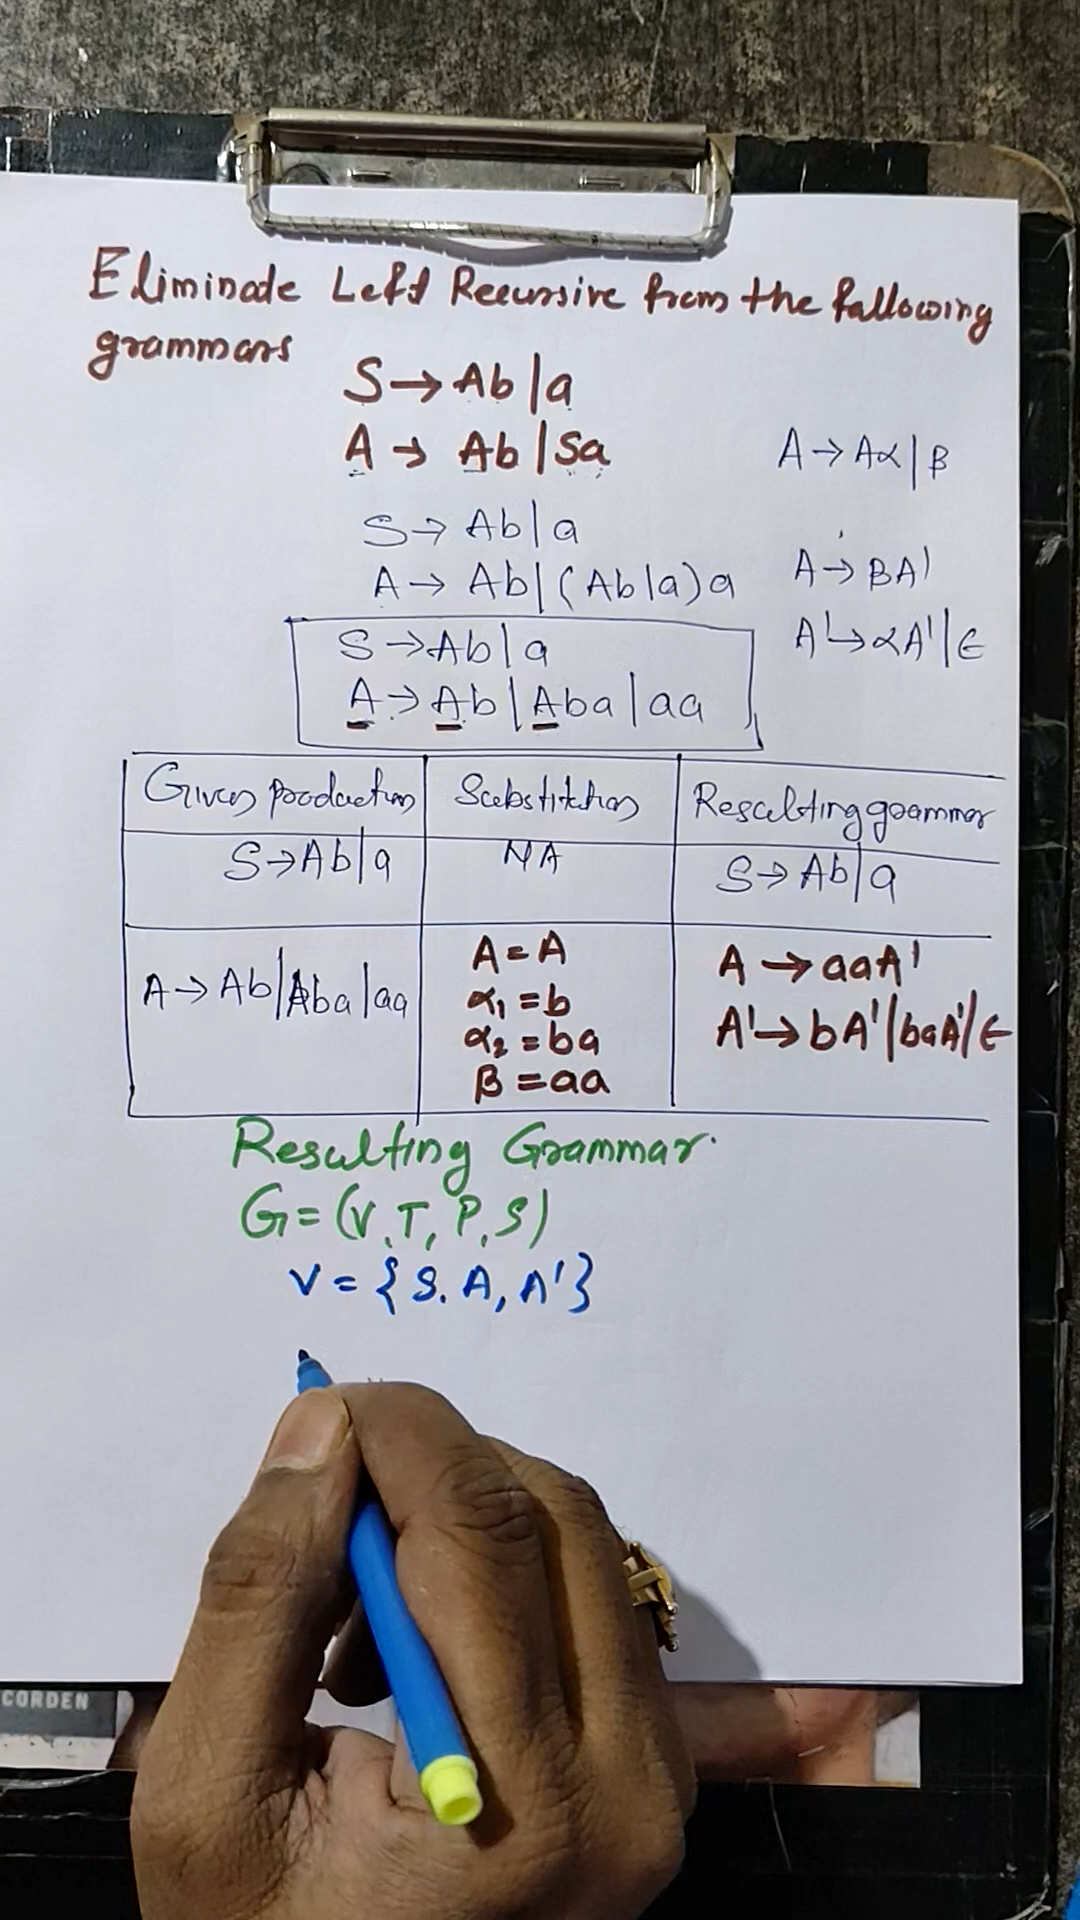 Eliminate Left Recursive from the following
grammars
S → Ab | a
A → Ab | Sa
A → Aα | β
S → Ab | a
A → Ab | (Ab | a) a
A → βA'
A' → αA' | ∈
S → Ab | a
A → Ab | Aba | aa
Given production
Substitution
Resulting grammar
S → Ab | a
NA
S → Ab | a
A → Ab | Aba | aa
A = A
α₁ = b
α₂ = ba
β = aa
A → aaA'
A' → bA' | baA' | ∈
Resulting Grammar.
G = (V, T, P, S)
V = {S, A, A'}
CORDEN